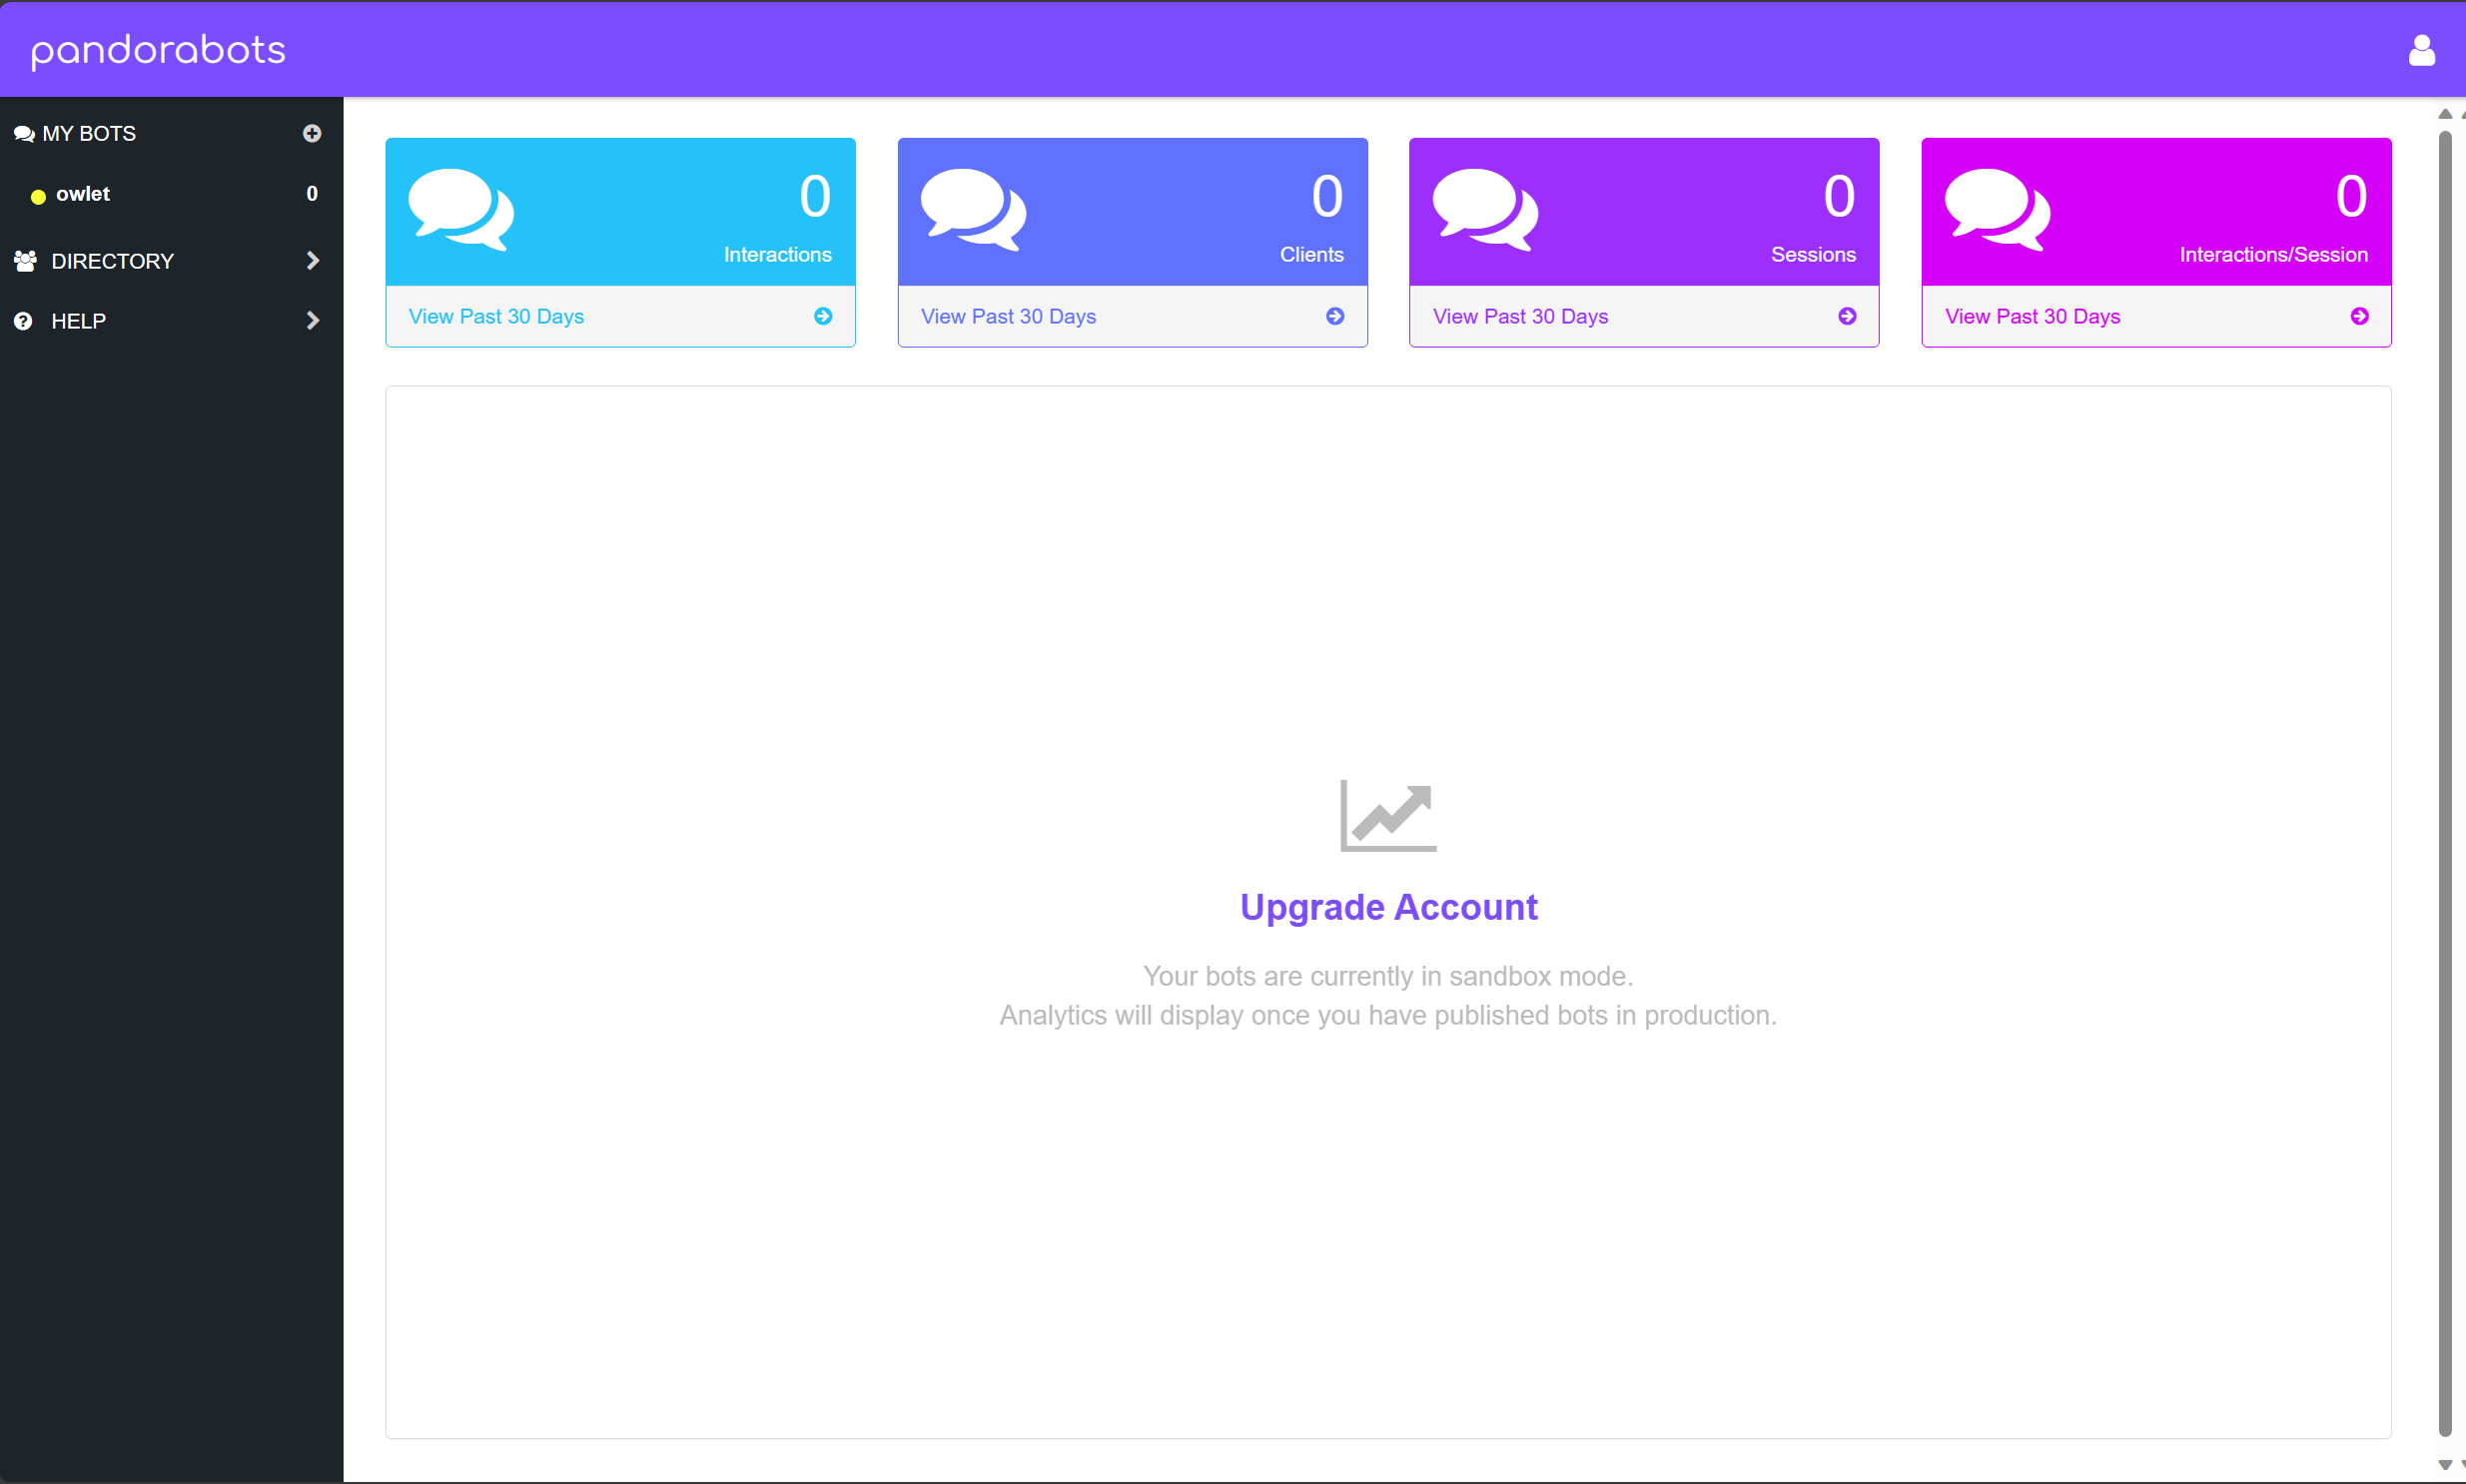 pandorabots
MY BOTS
owlet 0
DIRECTORY
HELP
0
Interactions
View Past 30 Days
0
Clients
View Past 30 Days
0
Sessions
View Past 30 Days
0
Interactions/Session
View Past 30 Days
Upgrade Account
Your bots are currently in sandbox mode.
Analytics will display once you have published bots in production.